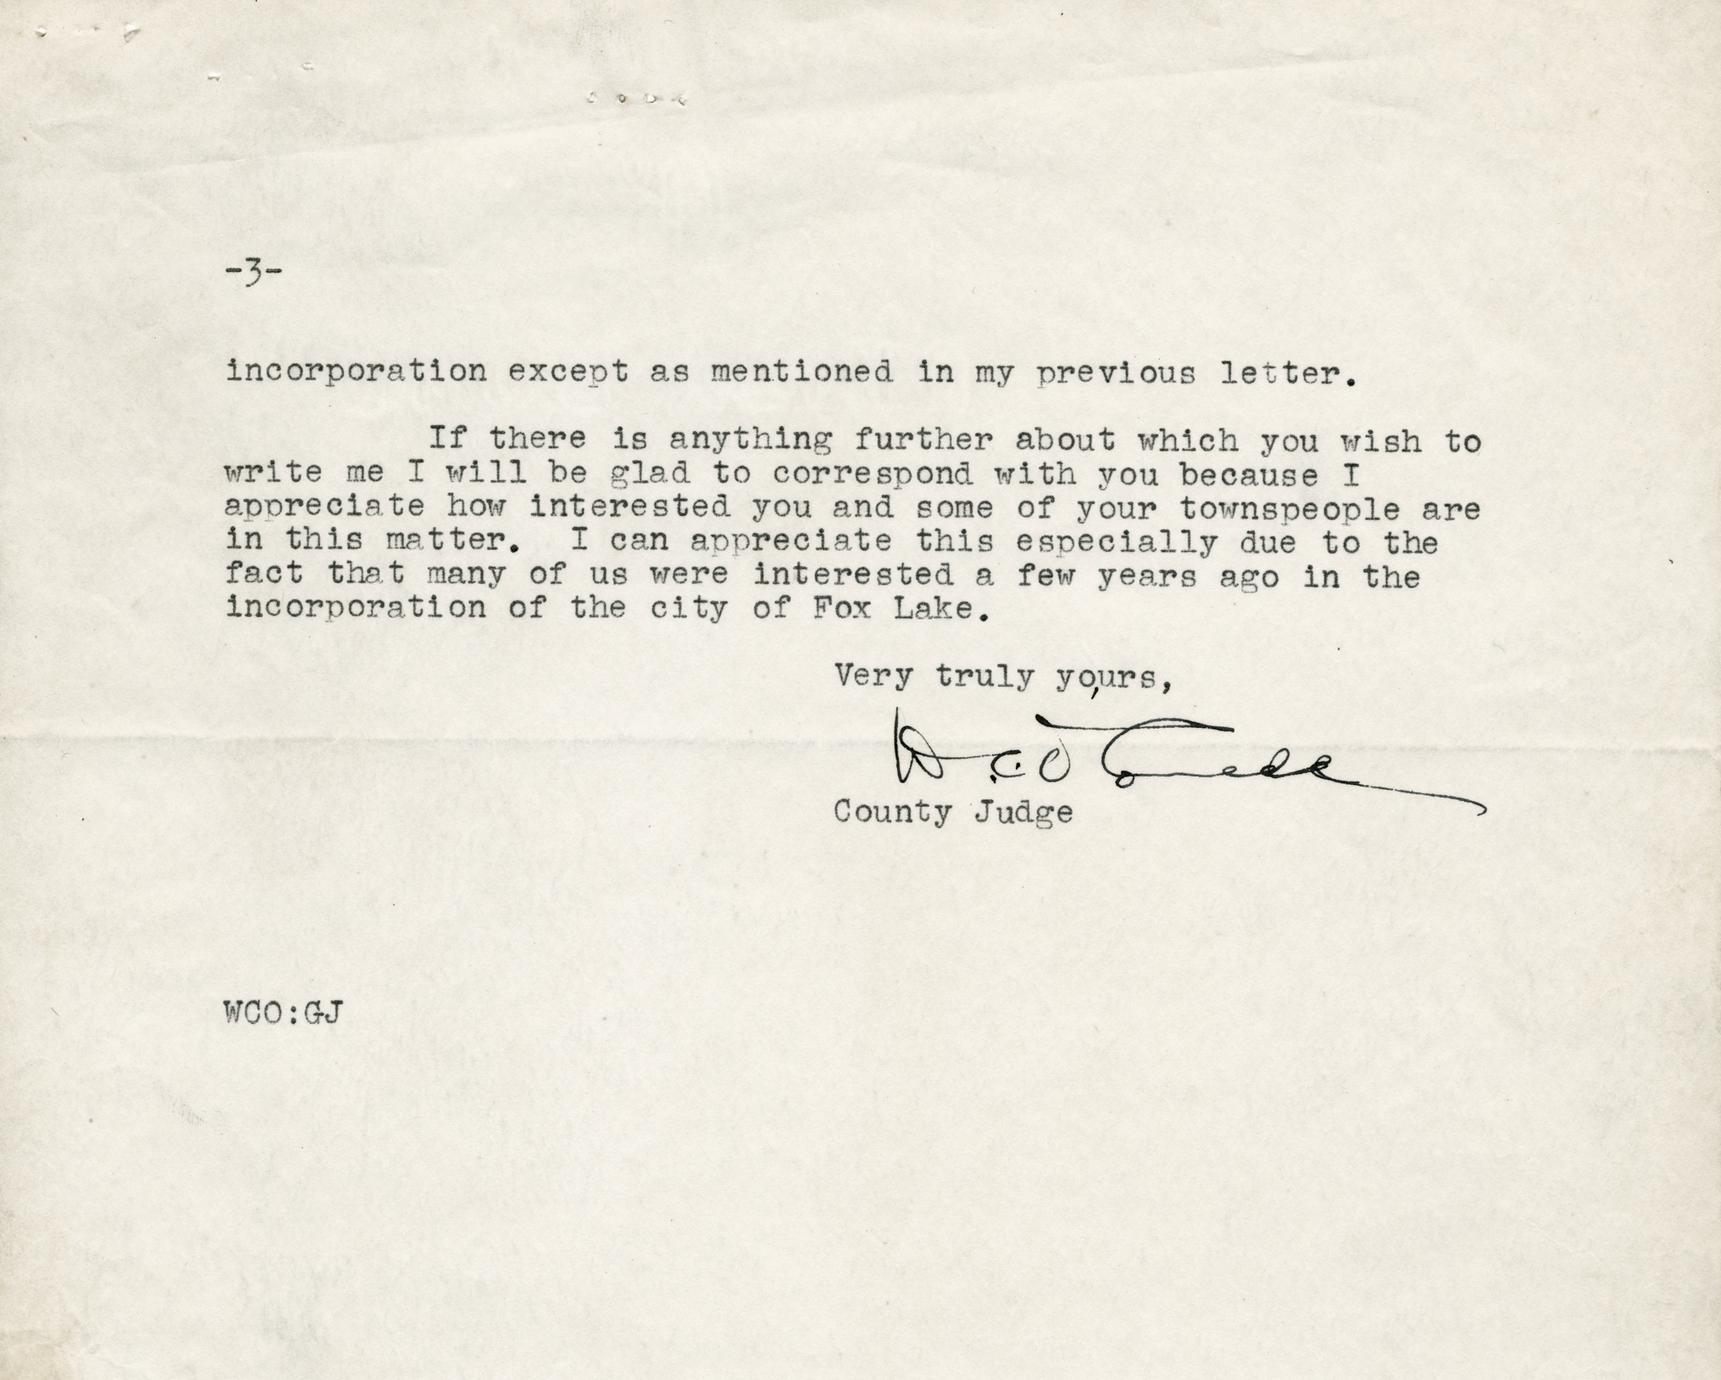 -3-
incorporation except as mentioned in my previous letter.
If there is anything further about which you wish to
write me I will be glad to correspond with you because I
appreciate how interested you and some of your townspeople are
in this matter.  I can appreciate this especially due to the
fact that many of us were interested a few years ago in the
incorporation of the city of Fox Lake.
Very truly yours,
W.C.O'Connell
County Judge
WCO:GJ